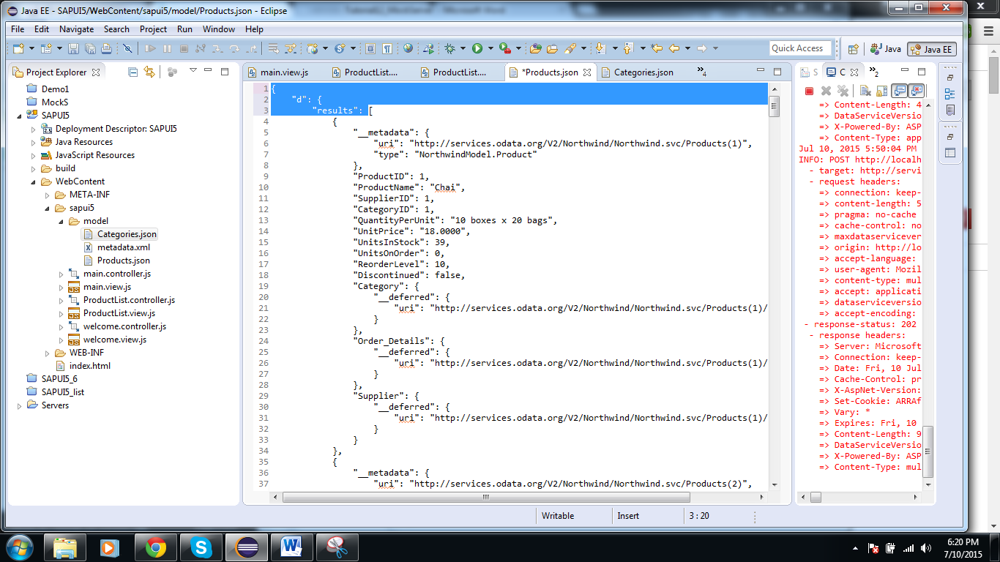 Java EE - SAPUI5/WebContent/sapui5/model/Products.json - Eclipse
File Edit Navigate Search Project Run Window Help
Quick Access
Java
Java EE
Project Explorer
Demo1
MockS
SAPUI5
Deployment Descriptor: SAPUI5
Java Resources
JavaScript Resources
build
WebContent
META-INF
sapui5
model
Categories.json
metadata.xml
Products.json
main.controller.js
main.view.js
ProductList.controller.js
ProductList.view.js
welcome.controller.js
welcome.view.js
WEB-INF
index.html
SAPUI5_6
SAPUI5_list
Servers
main.view.js ProductList.... ProductList.... *Products.json Categories.json »4
1 {
2 "d": {
3 "results": [
4 {
5 "__metadata": {
6 "uri": "http://services.odata.org/V2/Northwind/Northwind.svc/Products(1)",
7 "type": "NorthwindModel.Product"
8 },
9 "ProductID": 1,
10 "ProductName": "Chai",
11 "SupplierID": 1,
12 "CategoryID": 1,
13 "QuantityPerUnit": "10 boxes x 20 bags",
14 "UnitPrice": "18.0000",
15 "UnitsInStock": 39,
16 "UnitsOnOrder": 0,
17 "ReorderLevel": 10,
18 "Discontinued": false,
19 "Category": {
20 "__deferred": {
21 "uri": "http://services.odata.org/V2/Northwind/Northwind.svc/Products(1)/
22 }
23 },
24 "Order_Details": {
25 "__deferred": {
26 "uri": "http://services.odata.org/V2/Northwind/Northwind.svc/Products(1)/
27 }
28 },
29 "Supplier": {
30 "__deferred": {
31 "uri": "http://services.odata.org/V2/Northwind/Northwind.svc/Products(1)/
32 }
33 }
34 },
35 {
36 "__metadata": {
37 "uri": "http://services.odata.org/V2/Northwind/Northwind.svc/Products(2)",
S C »2
=> Content-Length: 4
=> DataServiceVersio
=> X-Powered-By: ASP
=> Content-Type: app
Jul 10, 2015 5:50:04 PM
INFO: POST http://localh
- target: http://servi
- request headers:
=> connection: keep-
=> content-length: 5
=> pragma: no-cache
=> cache-control: no
=> maxdataservicever
=> origin: http://lo
=> accept-language:
=> user-agent: Mozil
=> content-type: mul
=> accept: applicati
=> dataserviceversio
=> accept-encoding:
- response-status: 202
- response headers:
=> Server: Microsoft
=> Connection: keep-
=> Date: Fri, 10 Jul
=> Cache-Control: pr
=> X-AspNet-Version:
=> Set-Cookie: ARRAf
=> Vary: *
=> Expires: Fri, 10
=> Content-Length: 9
=> DataServiceVersio
=> X-Powered-By: ASP
=> Content-Type: mul
Writable Insert 3 : 20
6:20 PM
7/10/2015